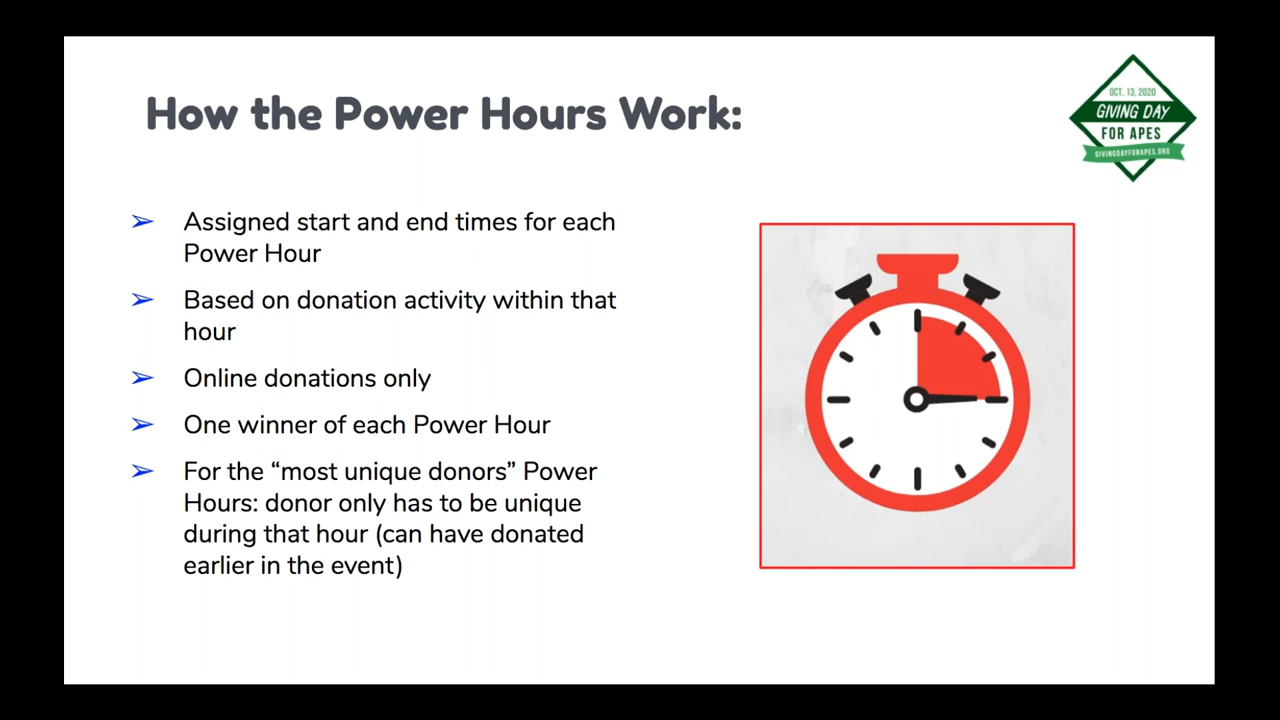 How the Power Hours Work:
OCT. 13, 2020
GIVING DAY
FOR APES
GIVINGDAYFORAPES.ORG
➢ Assigned start and end times for each
Power Hour
➢ Based on donation activity within that
hour
➢ Online donations only
➢ One winner of each Power Hour
➢ For the “most unique donors” Power
Hours: donor only has to be unique
during that hour (can have donated
earlier in the event)